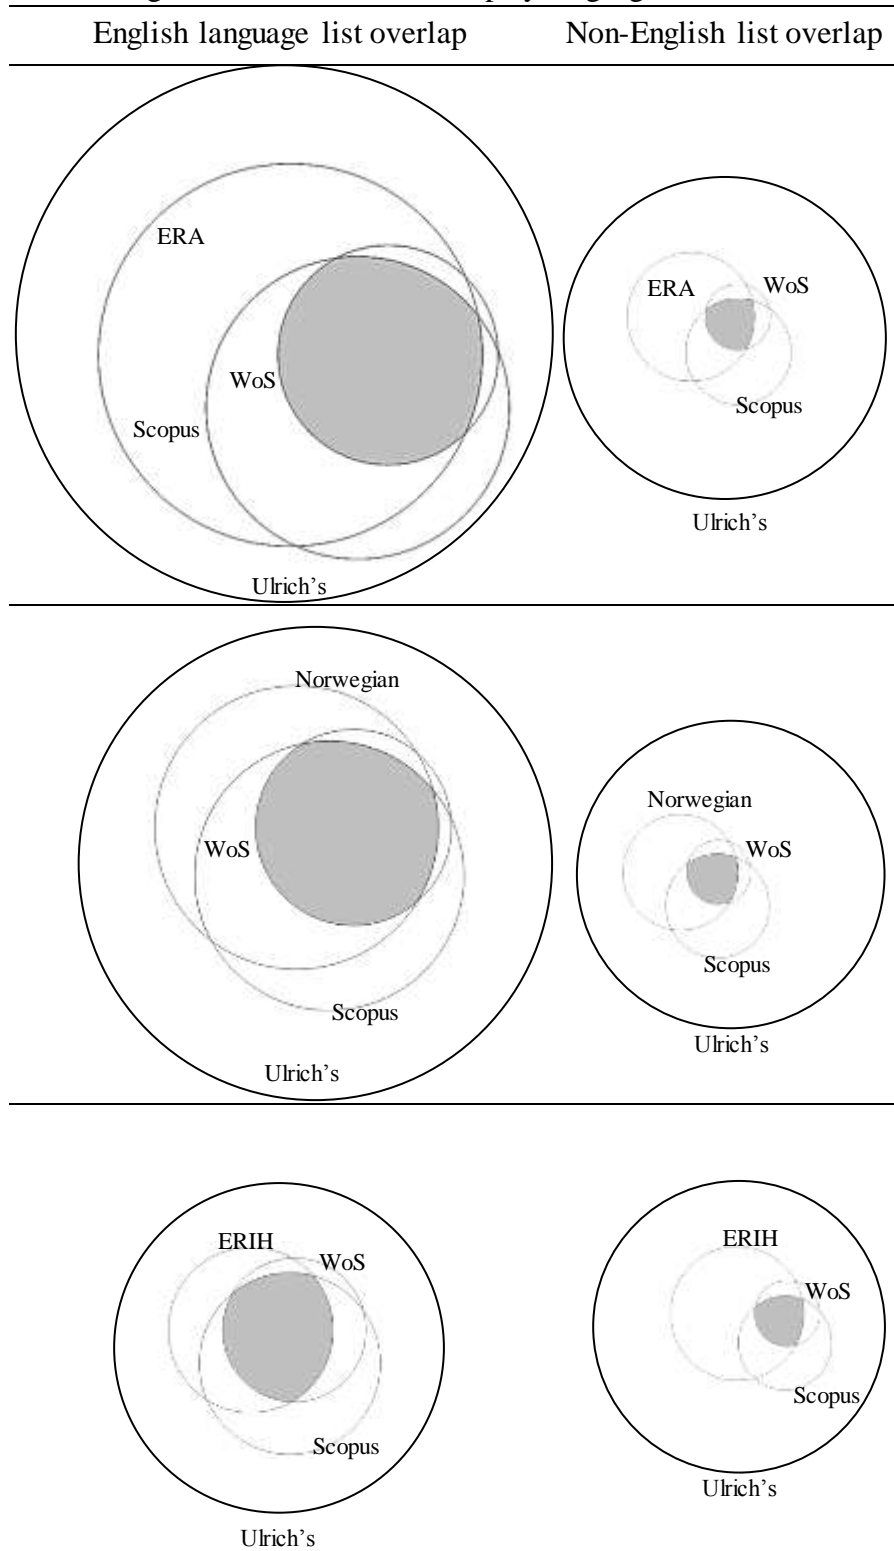 English language list overlap Non-English list overlap
ERA
WoS
Scopus
Ulrich's
ERA WoS
Scopus
Ulrich's
Norwegian
WoS
Scopus
Ulrich's
Norwegian
WoS
Scopus
Ulrich's
ERIH
WoS
Scopus
Ulrich's
ERIH
WoS
Scopus
Ulrich's